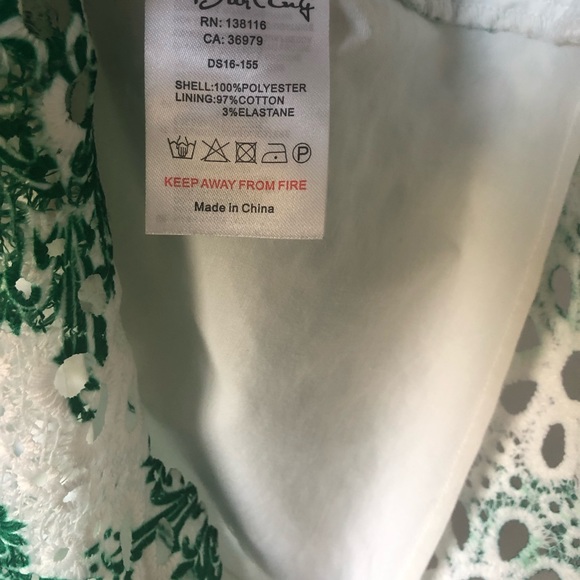 RN: 138116
CA: 36979
DS16-155
SHELL:100%POLYESTER
LINING:97%COTTON
3%ELASTANE
KEEP AWAY FROM FIRE
Made in China